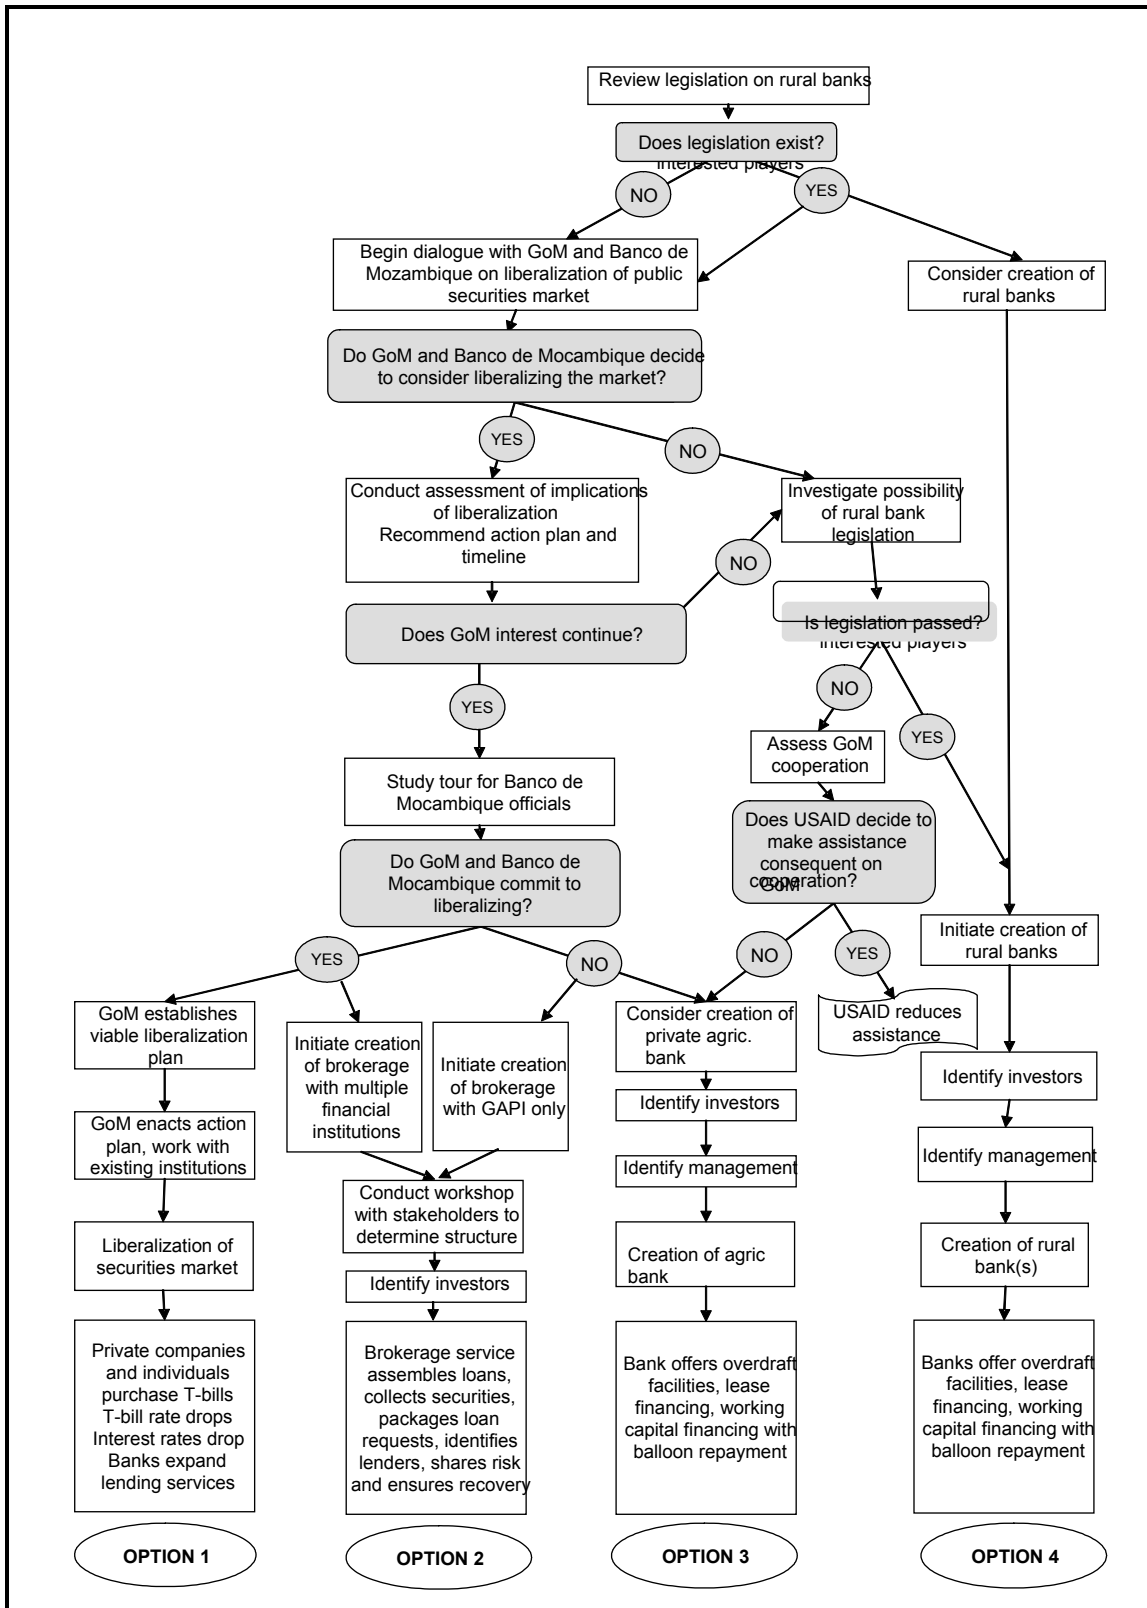 Review legislation on rural banks
Does legislation exist?
interested players
NO
YES
Begin dialogue with GoM and Banco de
Mozambique on liberalization of public
securities market
Consider creation of
rural banks
Do GoM and Banco de Mocambique decide
to consider liberalizing the market?
YES
NO
Conduct assessment of implications
of liberalization
Recommend action plan and
timeline
Investigate possibility
of rural bank
legislation
NO
Does GoM interest continue?
Is legislation passed?
interested players
YES
NO
YES
Assess GoM
cooperation
Study tour for Banco de
Mocambique officials
Does USAID decide to
make assistance
consequent on
cooperation?
GoM
Do GoM and Banco de
Mocambique commit to
liberalizing?
Initiate creation of
rural banks
YES
NO
NO
YES
GoM establishes
viable liberalization
plan
Initiate creation
of brokerage
with multiple
financial
institutions
Initiate creation
of brokerage
with GAPI only
Consider creation of
private agric.
bank
USAID reduces
assistance
Identify investors
Identify investors
GoM enacts action
plan, work with
existing institutions
Identify management
Identify management
Conduct workshop
with stakeholders to
determine structure
Liberalization of
securities market
Identify investors
Creation of agric
bank
Creation of rural
bank(s)
Private companies
and individuals
purchase T-bills
T-bill rate drops
Interest rates drop
Banks expand
lending services
Brokerage service
assembles loans,
collects securities,
packages loan
requests, identifies
lenders, shares risk
and ensures recovery
Bank offers overdraft
facilities, lease
financing, working
capital financing with
balloon repayment
Banks offer overdraft
facilities, lease
financing, working
capital financing with
balloon repayment
OPTION 1
OPTION 2
OPTION 3
OPTION 4